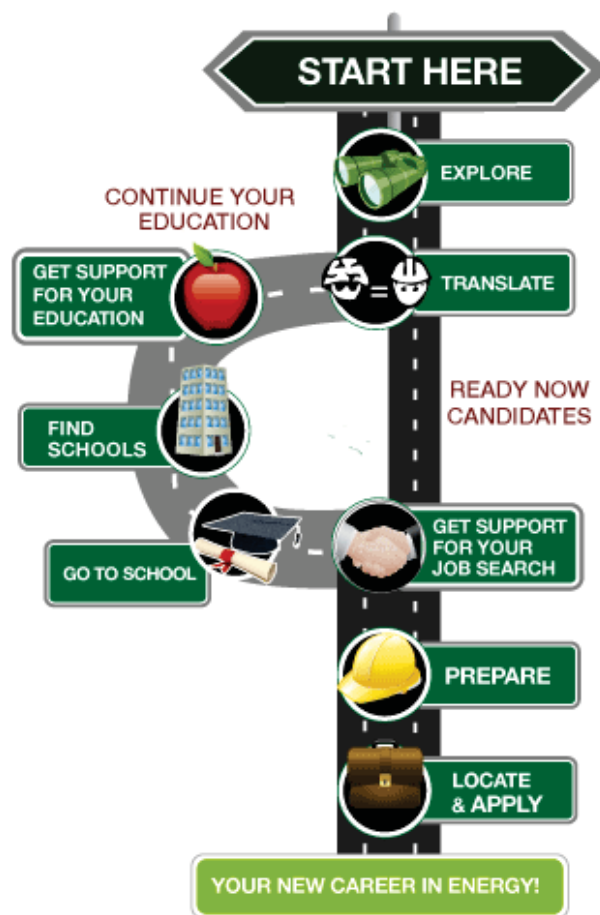 START HERE
EXPLORE
CONTINUE YOUR
EDUCATION
GET SUPPORT
FOR YOUR
EDUCATION
=
TRANSLATE
READY NOW
CANDIDATES
FIND
SCHOOLS
GO TO SCHOOL
GET SUPPORT
FOR YOUR
JOB SEARCH
PREPARE
LOCATE
& APPLY
YOUR NEW CAREER IN ENERGY!